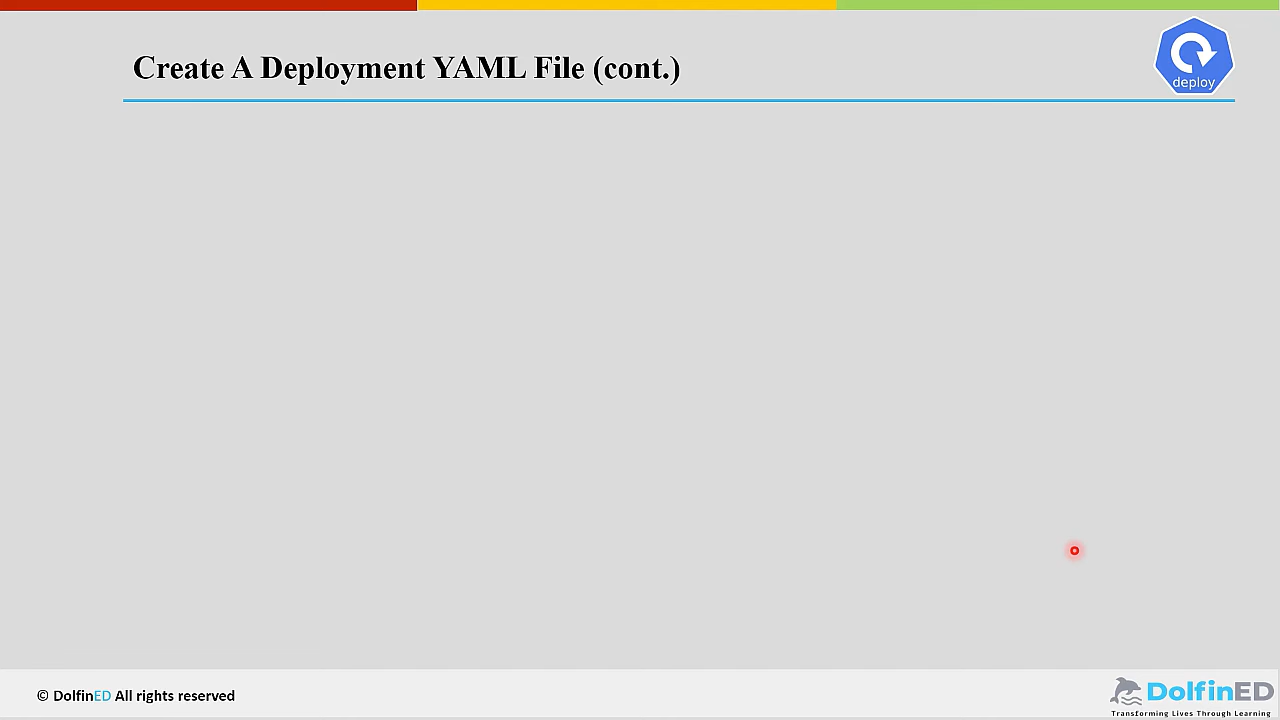 Create A Deployment YAML File (cont.)
deploy
© DolfinED All rights reserved
DolfinED
Transforming Lives Through Learning